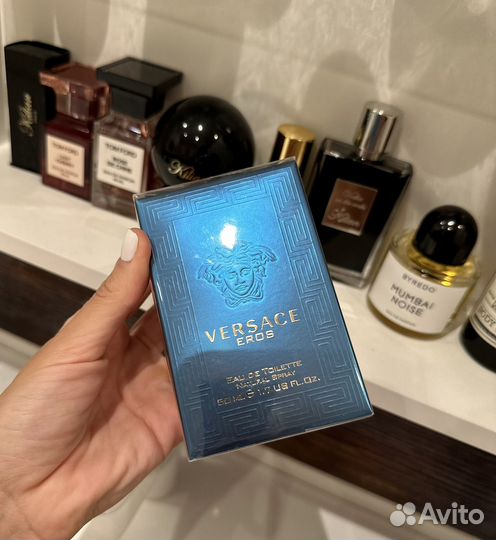 TOM FORD
TOM FORD
Kilian
VERSACE
EROS
EAU DE TOILETTE
NATURAL SPRAY
50 ML ℮ 1.7 US FL.OZ.
BYREDO
MUMBAI
NOISE
Avito